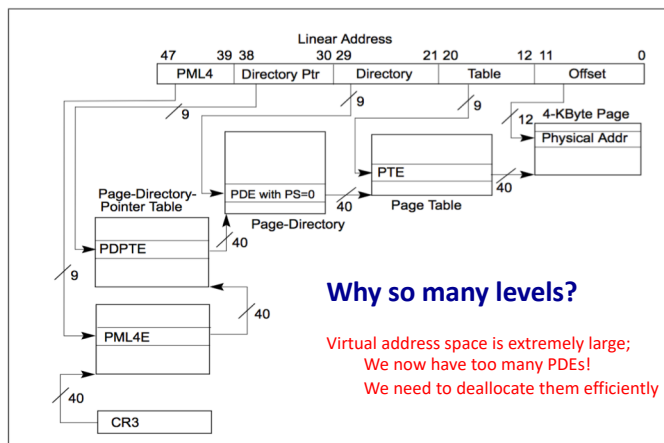 Linear Address
47 39 38 30 29 21 20 12 11 0
PML4 Directory Ptr Directory Table Offset
9 9 9 12 4-KByte Page
Physical Addr
PTE
PDE with PS=0 40 40
Page-Directory-
Pointer Table
Page-Directory
Page Table
PDPTE 40
9
40
PML4E
40
CR3
Why so many levels?
Virtual address space is extremely large;
We now have too many PDEs!
We need to deallocate them efficiently